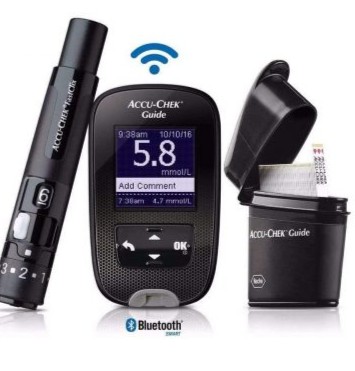 ACCU-CHEK® FastClix
6
3 • 2 • 1
ACCU-CHEK®
Guide
9:38am 10/10/16
5.8
mmol/L
Add Comment
7:38am 4.7 mmol/L
OK
Bluetooth®
SMART
ACCU-CHEK® Guide
Roche